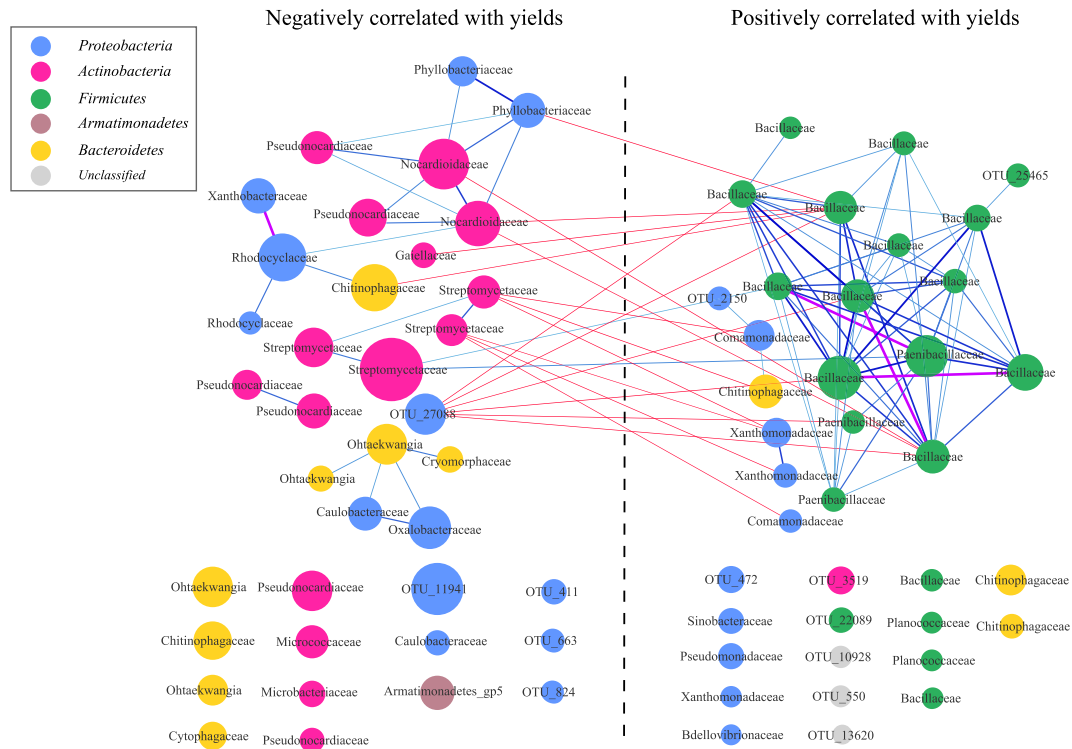 Negatively correlated with yields
Positively correlated with yields
Proteobacteria
Actinobacteria
Firmicutes
Armatimonadetes
Bacteroidetes
Unclassified
Phyllobacteriaceae
Phyllobacteriaceae
Pseudonocardiaceae
Nocardioidaceae
Xanthobacteraceae
Pseudonocardiaceae
Nocardioidaceae
Rhodocyclaceae
Gaiellaceae
Chitinophagaceae
Streptomycetaceae
Rhodocyclaceae
Streptomycetaceae
Streptomycetaceae
Streptomycetaceae
Pseudonocardiaceae
Pseudonocardiaceae
OTU_27088
Ohtaekwangia
Cryomorphaceae
Ohtaekwangia
Caulobacteraceae
Oxalobacteraceae
Bacillaceae
Bacillaceae
OTU_25465
Bacillaceae
Bacillaceae
Bacillaceae
Bacillaceae
Bacillaceae
Bacillaceae
Bacillaceae
OTU_2150
Comamonadaceae
Paenibacillaceae
Bacillaceae
Bacillaceae
Chitinophagaceae
Paenibacillaceae
Xanthomonadaceae
Bacillaceae
Xanthomonadaceae
Paenibacillaceae
Comamonadaceae
Ohtaekwangia
Pseudonocardiaceae
OTU_11941
OTU_411
Chitinophagaceae
Micrococcaceae
Caulobacteraceae
OTU_663
Ohtaekwangia
Microbacteriaceae
Armatimonadetes_gp5
OTU_824
Cytophagaceae
Pseudonocardiaceae
OTU_472
OTU_3519
Bacillaceae
Chitinophagaceae
Sinobacteraceae
OTU_22089
Planococcaceae
Chitinophagaceae
Pseudomonadaceae
OTU_10928
Planococcaceae
Xanthomonadaceae
OTU_550
Bacillaceae
Bdellovibrionaceae
OTU_13620